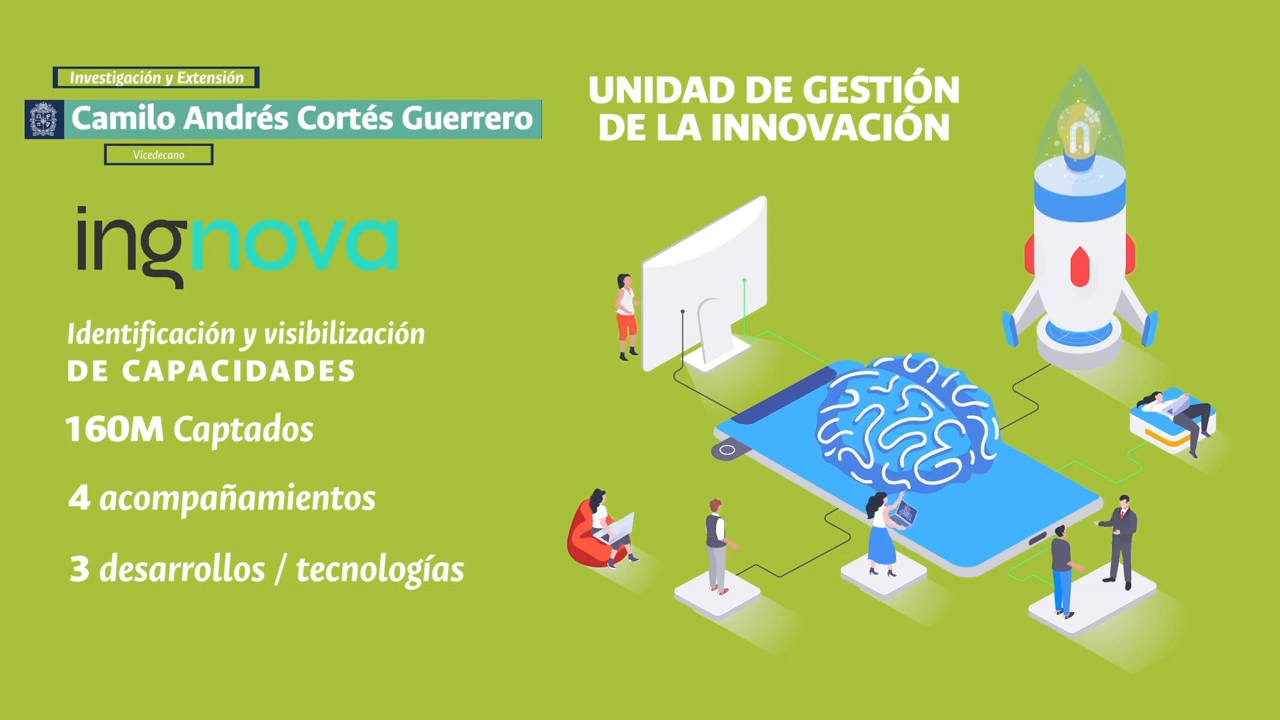 Investigación y Extensión
Camilo Andrés Cortés Guerrero
Vicedecano
UNIDAD DE GESTIÓN
DE LA INNOVACIÓN
ingnova
Identificación y visibilización
DE CAPACIDADES
160M Captados
4 acompañamientos
3 desarrollos / tecnologías
n